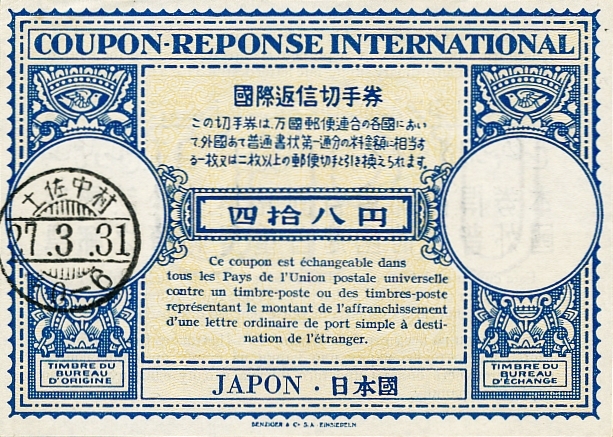 COUPON-REPONSE INTERNATIONAL
國際返信切手券
この切手券は、万國郵便連合の各國において
外國あて普通書状第一通分の料金額に相当す
る一枚又は二枚以上の郵便切手と引き換えられます。
四拾八円
土佐中村
27.3.31
Ce coupon est échangeable dans
tous les Pays de l'Union postale universelle
contre un timbre-poste ou des timbres-poste
représentant le montant de l'affranchissement
d'une lettre ordinaire de port simple à desti-
nation de l'étranger.
TIMBRE DU
BUREAU
D'ORIGINE
JAPON · 日本國
TIMBRE DU
BUREAU
D'ÉCHANGE
BENZIGER & Co S.A. EINSIEDELN